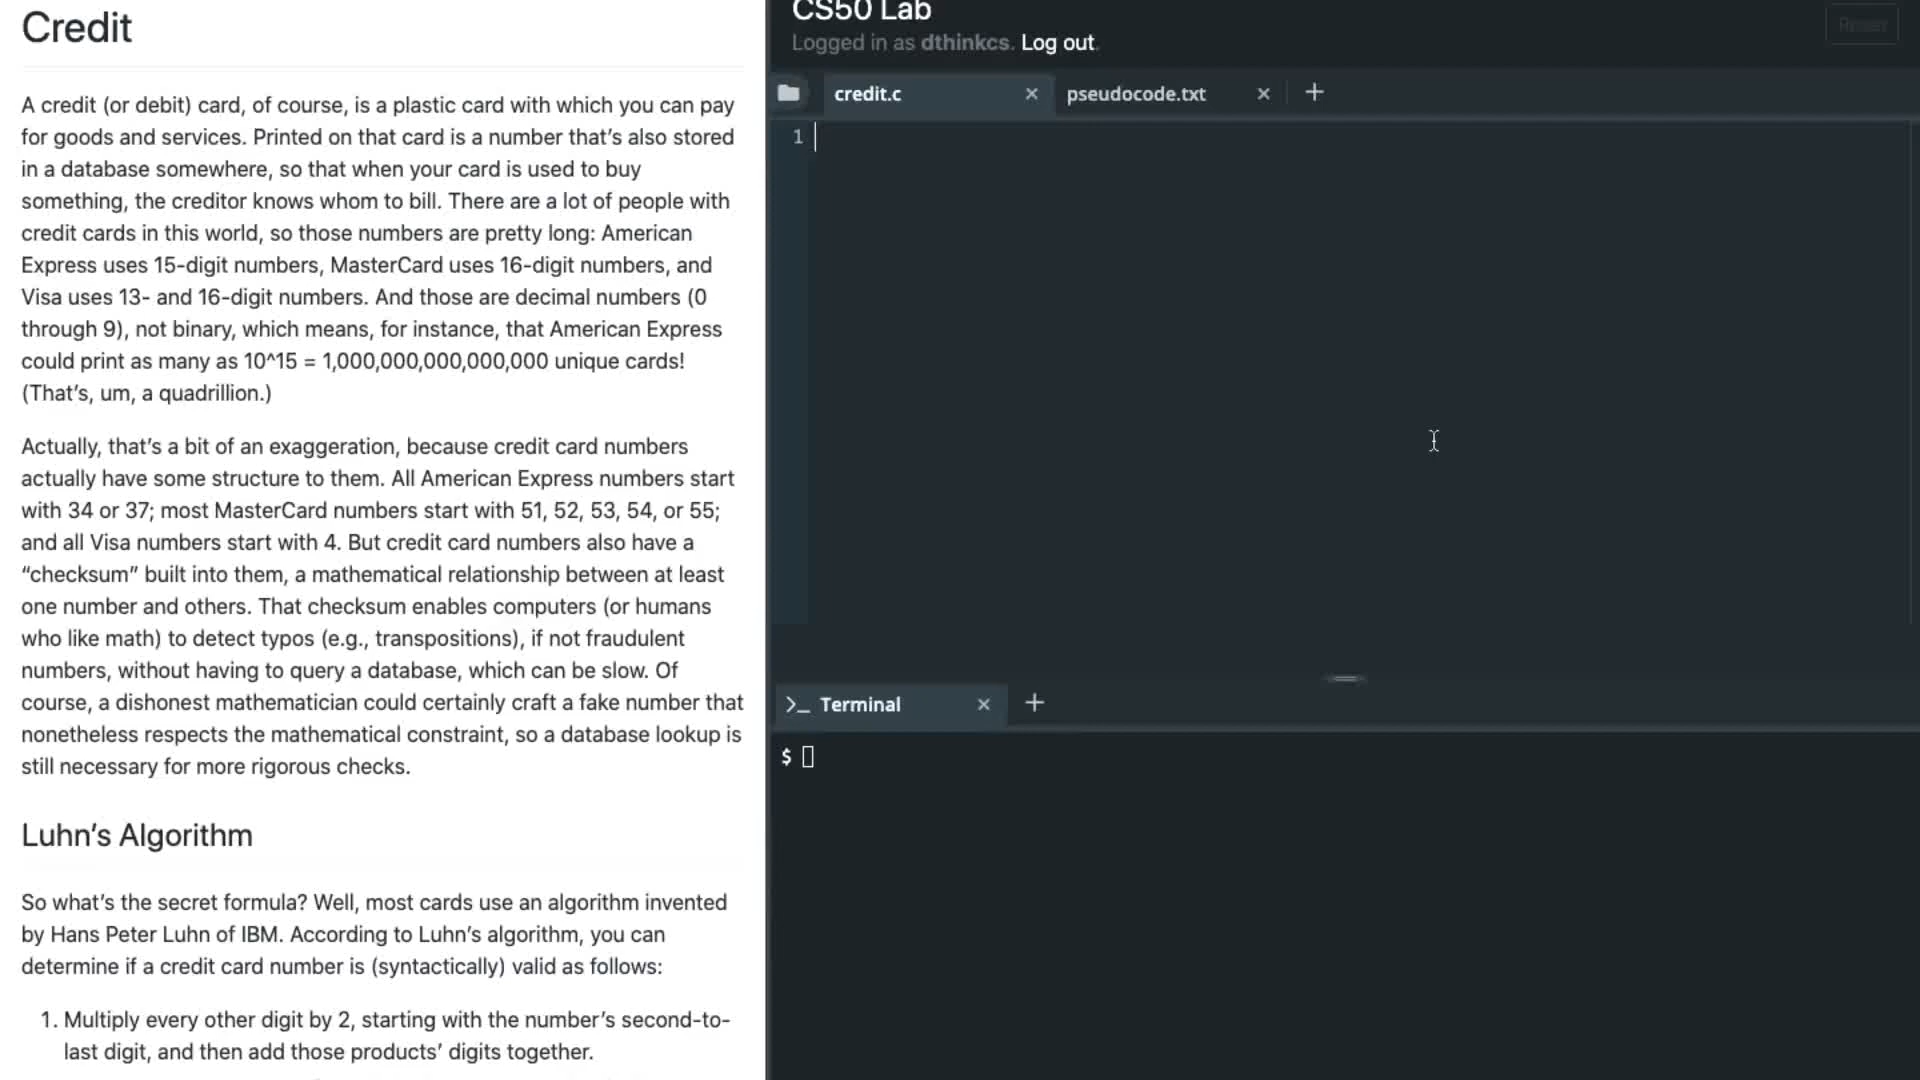 Credit
A credit (or debit) card, of course, is a plastic card with which you can pay
for goods and services. Printed on that card is a number that’s also stored
in a database somewhere, so that when your card is used to buy
something, the creditor knows whom to bill. There are a lot of people with
credit cards in this world, so those numbers are pretty long: American
Express uses 15-digit numbers, MasterCard uses 16-digit numbers, and
Visa uses 13- and 16-digit numbers. And those are decimal numbers (0
through 9), not binary, which means, for instance, that American Express
could print as many as 10^15 = 1,000,000,000,000,000 unique cards!
(That’s, um, a quadrillion.)
Actually, that’s a bit of an exaggeration, because credit card numbers
actually have some structure to them. All American Express numbers start
with 34 or 37; most MasterCard numbers start with 51, 52, 53, 54, or 55;
and all Visa numbers start with 4. But credit card numbers also have a
“checksum” built into them, a mathematical relationship between at least
one number and others. That checksum enables computers (or humans
who like math) to detect typos (e.g., transpositions), if not fraudulent
numbers, without having to query a database, which can be slow. Of
course, a dishonest mathematician could certainly craft a fake number that
nonetheless respects the mathematical constraint, so a database lookup is
still necessary for more rigorous checks.
Luhn’s Algorithm
So what’s the secret formula? Well, most cards use an algorithm invented
by Hans Peter Luhn of IBM. According to Luhn’s algorithm, you can
determine if a credit card number is (syntactically) valid as follows:
1. Multiply every other digit by 2, starting with the number’s second-to-
last digit, and then add those products’ digits together.
CS50 Lab
Logged in as dthinkcs. Log out.
Reset
credit.c
pseudocode.txt
1
Terminal
$